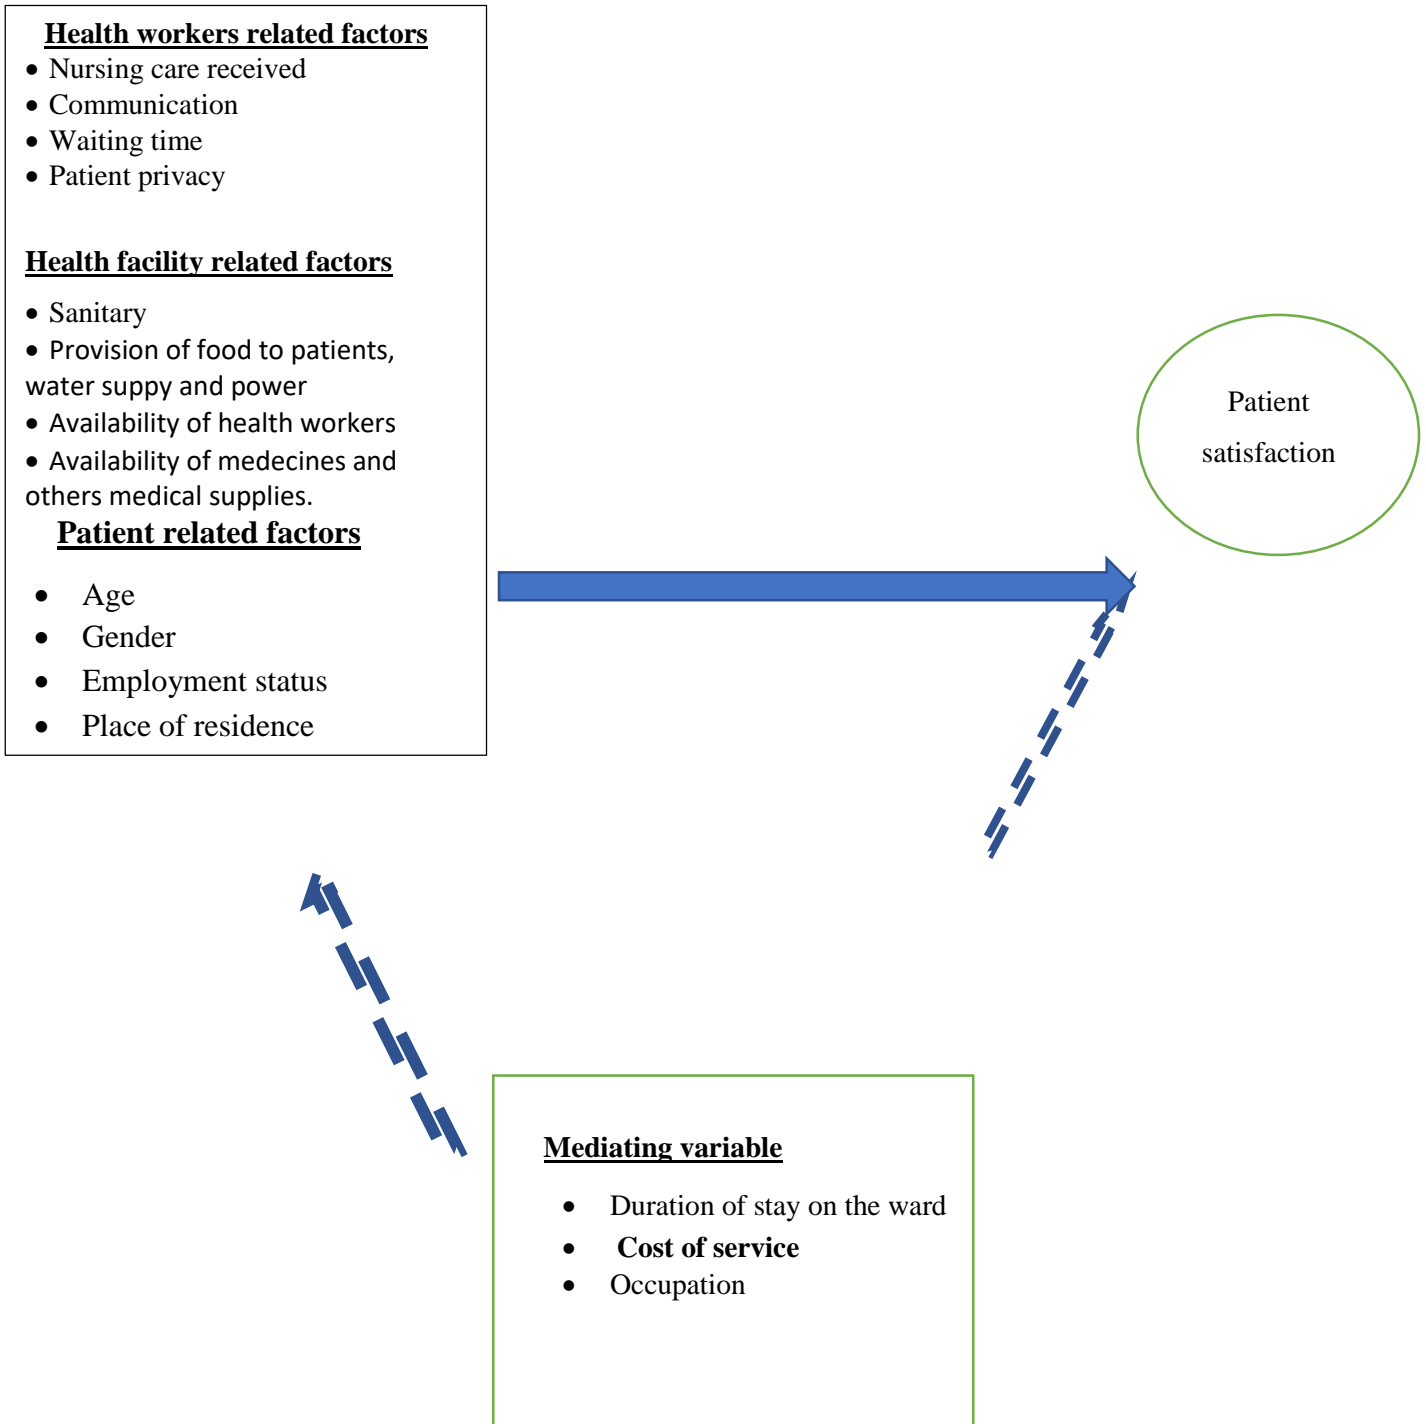 Health workers related factors
• Nursing care received
• Communication
• Waiting time
• Patient privacy
Health facility related factors
• Sanitary
• Provision of food to patients,
water suppy and power
• Availability of health workers
• Availability of medecines and
others medical supplies.
Patient related factors
• Age
• Gender
• Employment status
• Place of residence
Patient
satisfaction
Mediating variable
• Duration of stay on the ward
• Cost of service
• Occupation